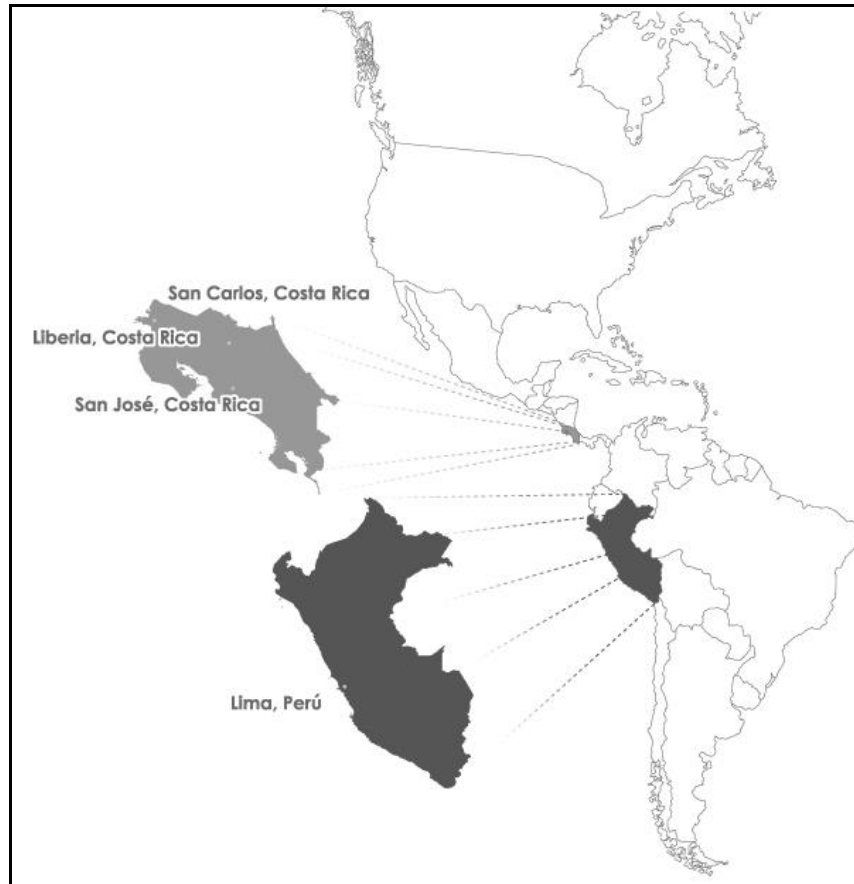 San Carlos, Costa Rica
Liberia, Costa Rica
San José, Costa Rica
Lima, Perú